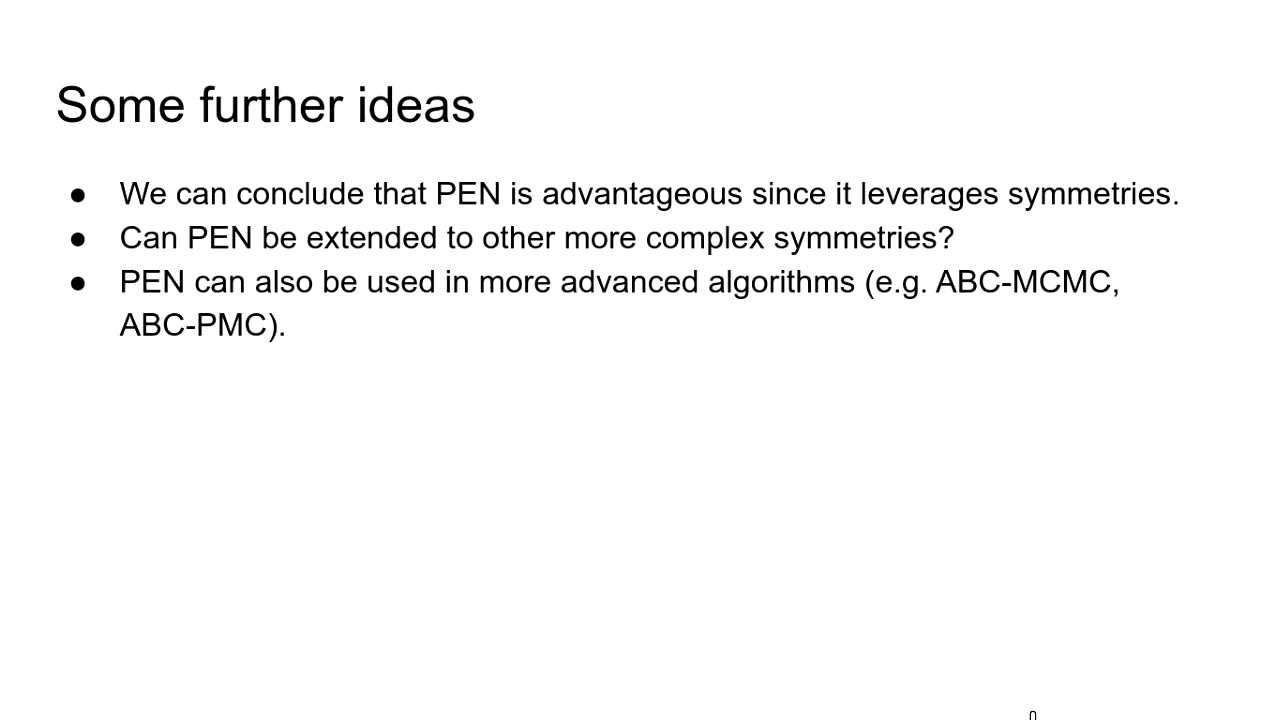 Some further ideas
● We can conclude that PEN is advantageous since it leverages symmetries.
● Can PEN be extended to other more complex symmetries?
● PEN can also be used in more advanced algorithms (e.g. ABC-MCMC,
ABC-PMC).